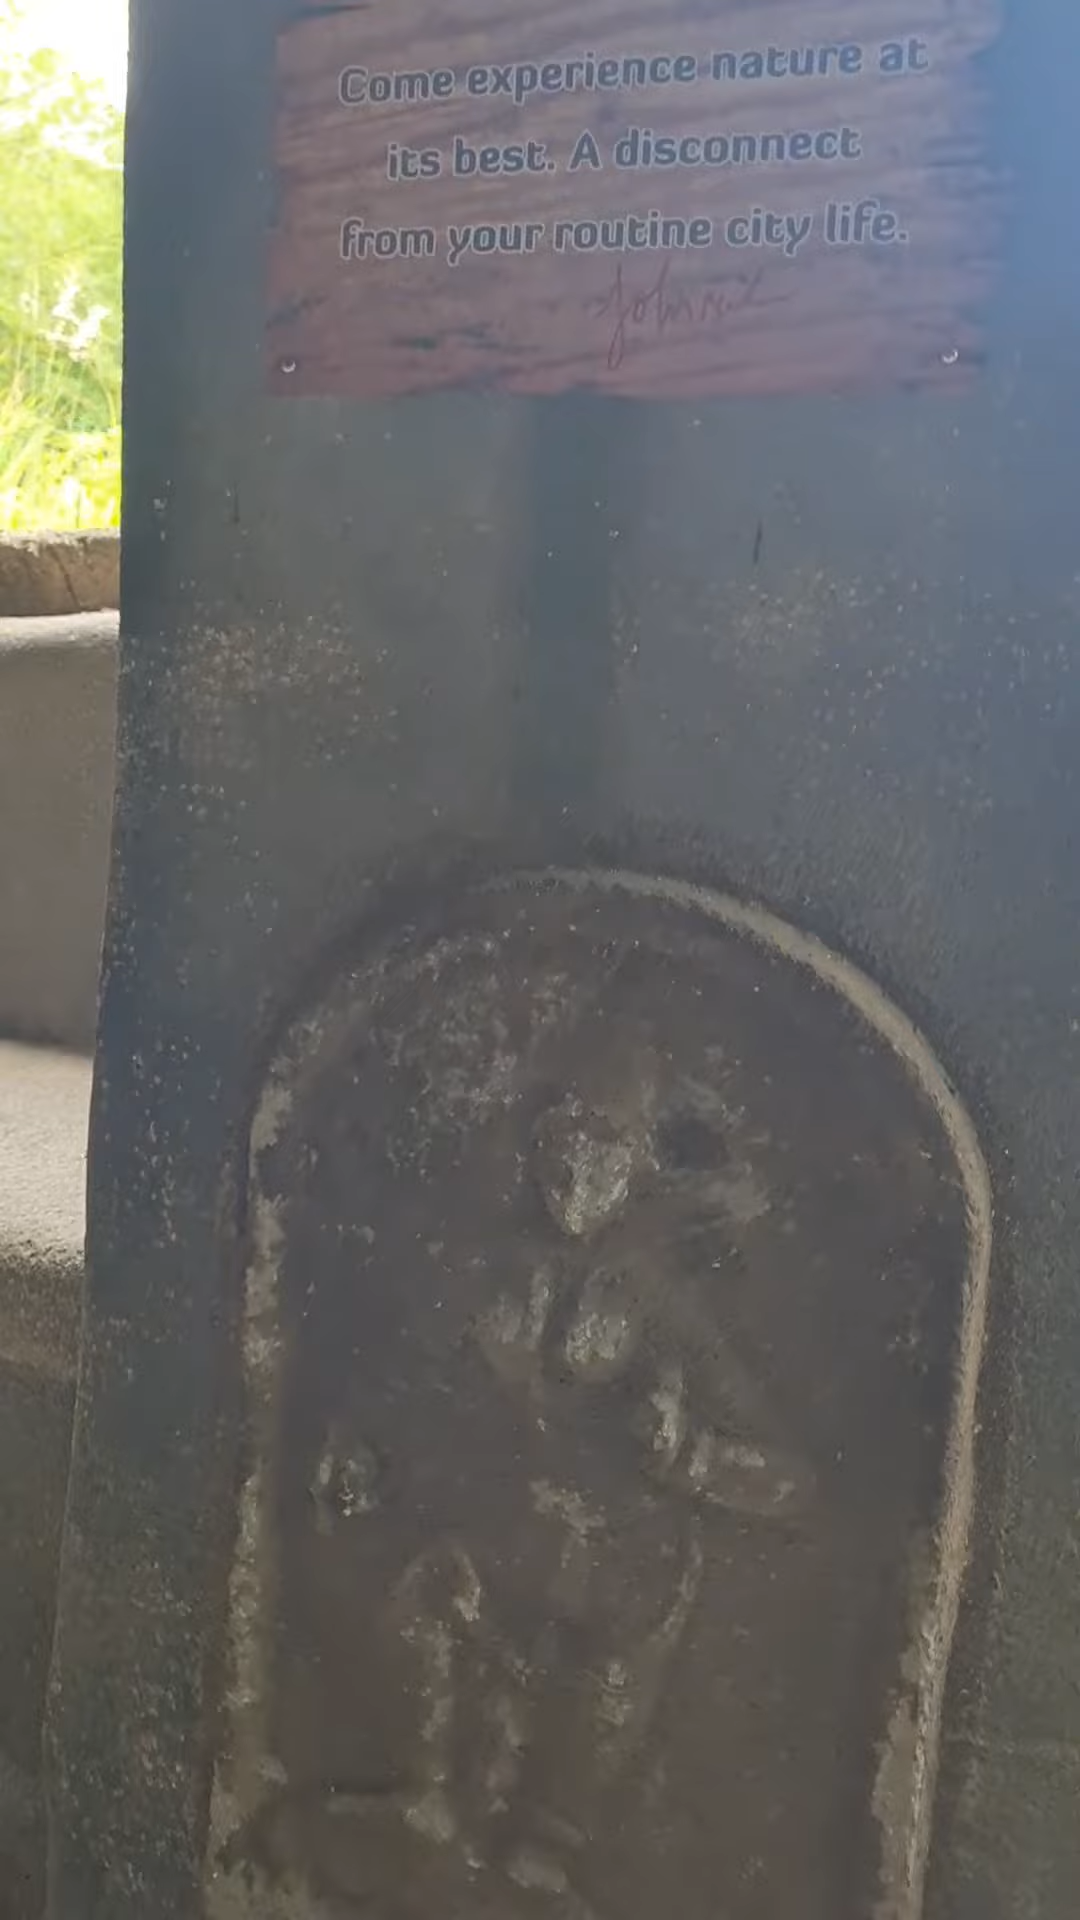 Come experience nature at
its best. A disconnect
from your routine city life.